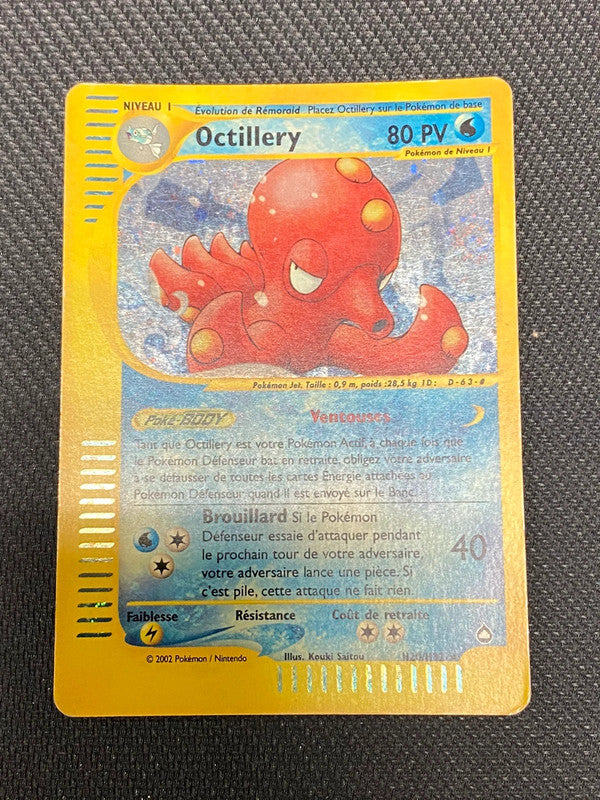 NIVEAU 1
Évolution de Rémoraid Placez Octillery sur le Pokémon de base
Octillery 80 PV
Pokémon de Niveau 1
Pokémon Jet. Taille : 0,9 m, poids :28,5 kg ID: D-63-#
Poké-BODY Ventouses
Tant que Octillery est votre Pokémon Actif, à chaque fois que
le Pokémon Défenseur bat en retraite, obligez votre adversaire
à se défausser de toutes les cartes Énergie attachées au
Pokémon Défenseur quand il est envoyé sur le Banc.
Brouillard Si le Pokémon
Défenseur essaie d'attaquer pendant
le prochain tour de votre adversaire, 40
votre adversaire lance une pièce. Si
c'est pile, cette attaque ne fait rien.
Faiblesse Résistance Coût de retraite
© 2002 Pokémon / Nintendo Illus. Kouki Saitou H20/H32